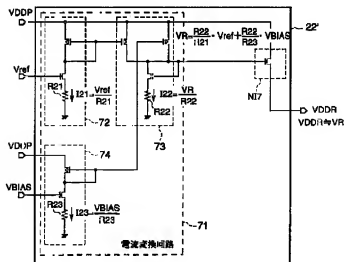 VDDP
VR=R22/R21·Vref+R22/R23·VBIAS
22'
Vref
R21
I21=Vref/R21
72
I22=VR/R22
R22
73
NI7
VDDR
VDDR≒VR
VDDP
74
VBIAS
R23
I23=VBIAS/R23
71
電流変換回路